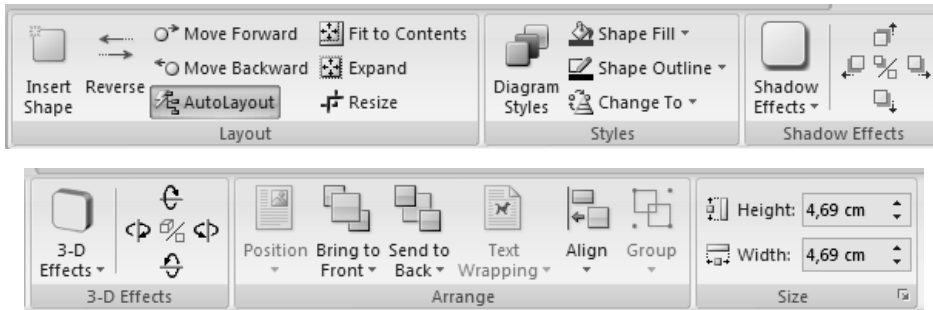 Insert Shape
Reverse
Move Forward
Move Backward
AutoLayout
Fit to Contents
Expand
Resize
Layout
Diagram Styles
Shape Fill
Shape Outline
Change To
Styles
Shadow Effects
Shadow Effects
3-D Effects
3-D Effects
Position
Bring to Front
Send to Back
Text Wrapping
Align
Group
Arrange
Height: 4,69 cm
Width: 4,69 cm
Size